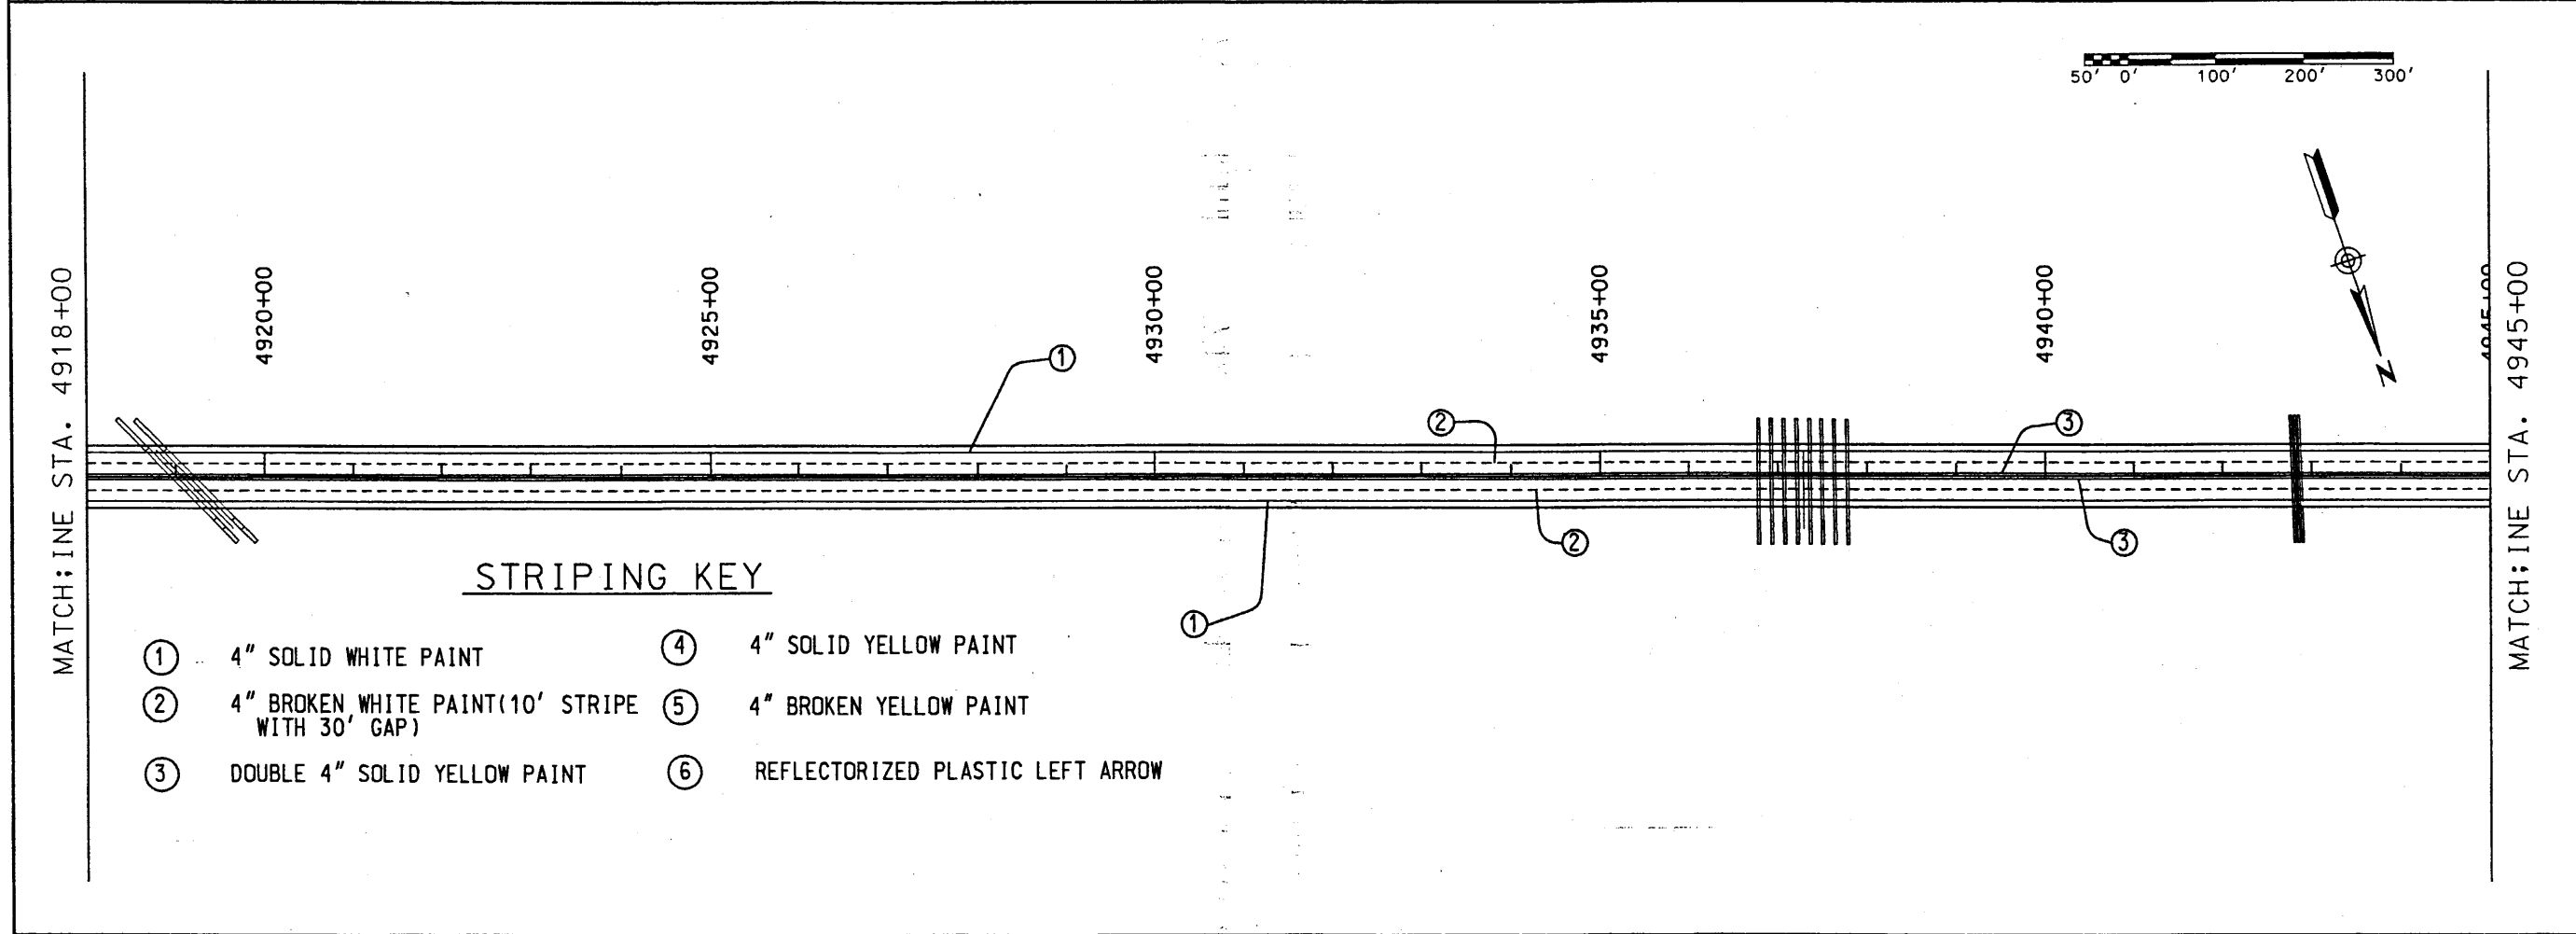 50' 0' 100' 200' 300'
MATCH;INE STA. 4918+00
4920+00
4925+00
4930+00
4935+00
4940+00
4945+00
MATCH;INE STA. 4945+00
N
1
2
3
1
2
3
STRIPING KEY
1 4" SOLID WHITE PAINT
2 4" BROKEN WHITE PAINT(10' STRIPE
WITH 30' GAP)
3 DOUBLE 4" SOLID YELLOW PAINT
4 4" SOLID YELLOW PAINT
5 4" BROKEN YELLOW PAINT
6 REFLECTORIZED PLASTIC LEFT ARROW